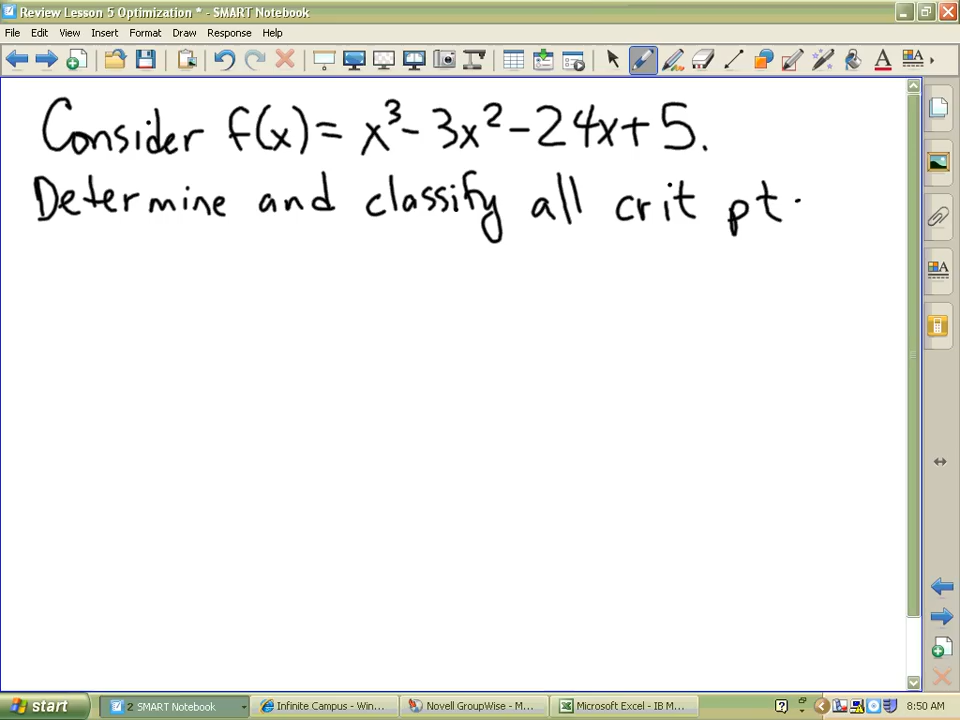 Review Lesson 5 Optimization * - SMART Notebook
File Edit View Insert Format Draw Response Help
Consider f(x) = x³ - 3x² - 24x + 5.
Determine and classify all crit pt.
start 2 SMART Notebook Infinite Campus - Win... Novell GroupWise - M... Microsoft Excel - IB M... 8:50 AM